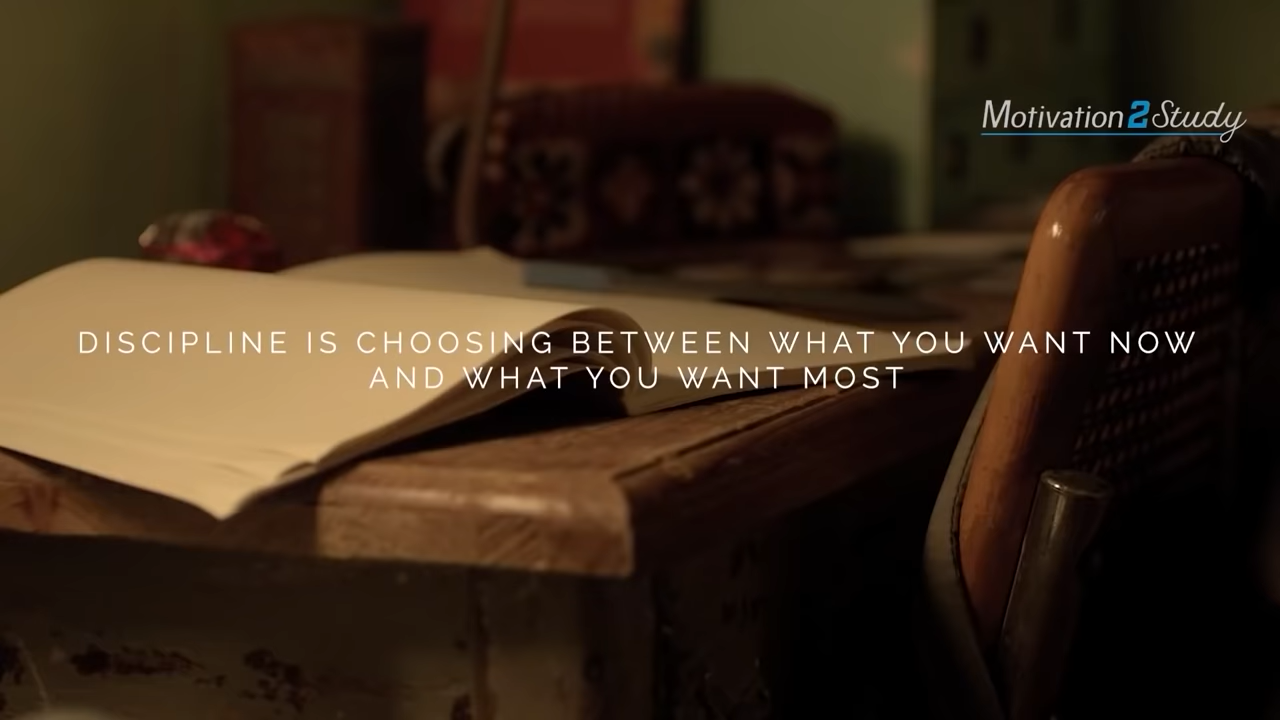 Motivation2Study
DISCIPLINE IS CHOOSING BETWEEN WHAT YOU WANT NOW
AND WHAT YOU WANT MOST